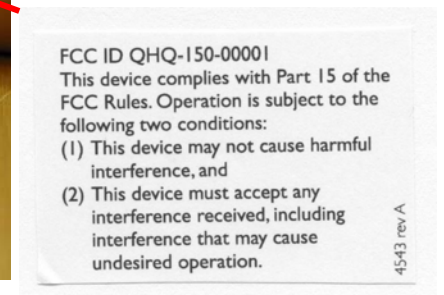 FCC ID QHQ-150-00001
This device complies with Part 15 of the
FCC Rules. Operation is subject to the
following two conditions:
(1) This device may not cause harmful
interference, and
(2) This device must accept any
interference received, including
interference that may cause
undesired operation.
4543 rev A